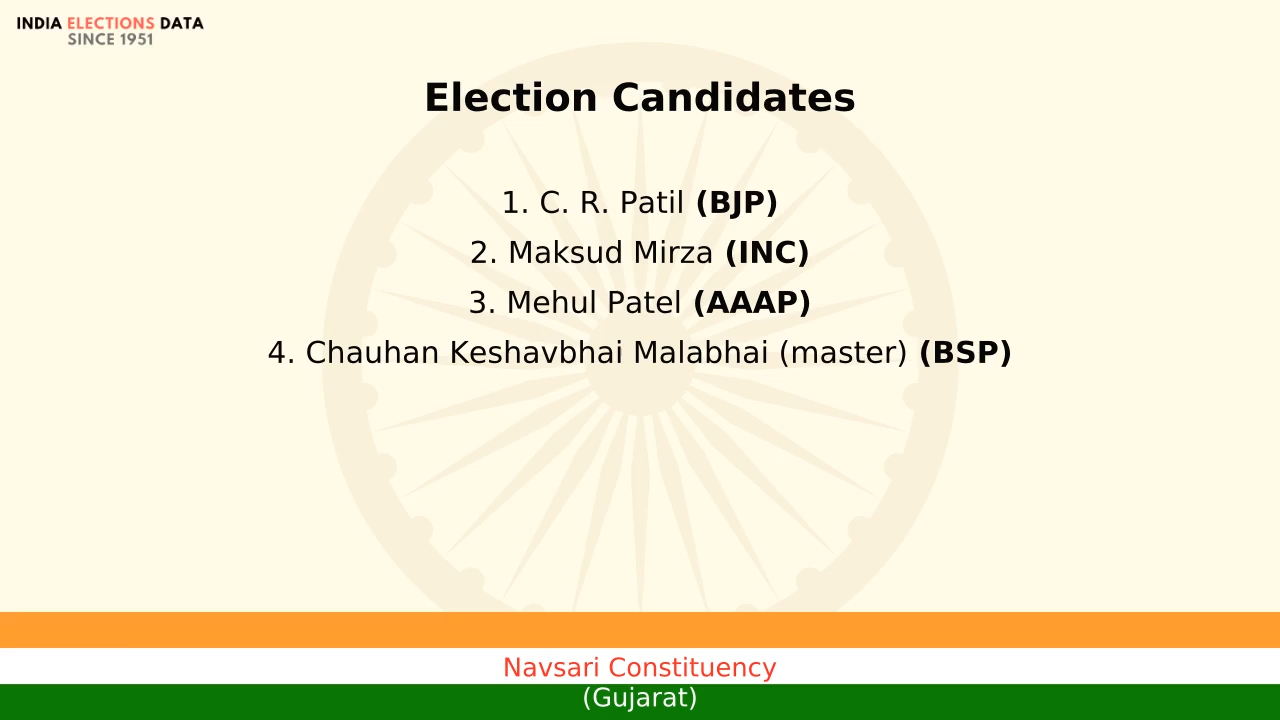 INDIA ELECTIONS DATA
SINCE 1951
Election Candidates
1. C. R. Patil (BJP)
2. Maksud Mirza (INC)
3. Mehul Patel (AAAP)
4. Chauhan Keshavbhai Malabhai (master) (BSP)
Navsari Constituency
(Gujarat)